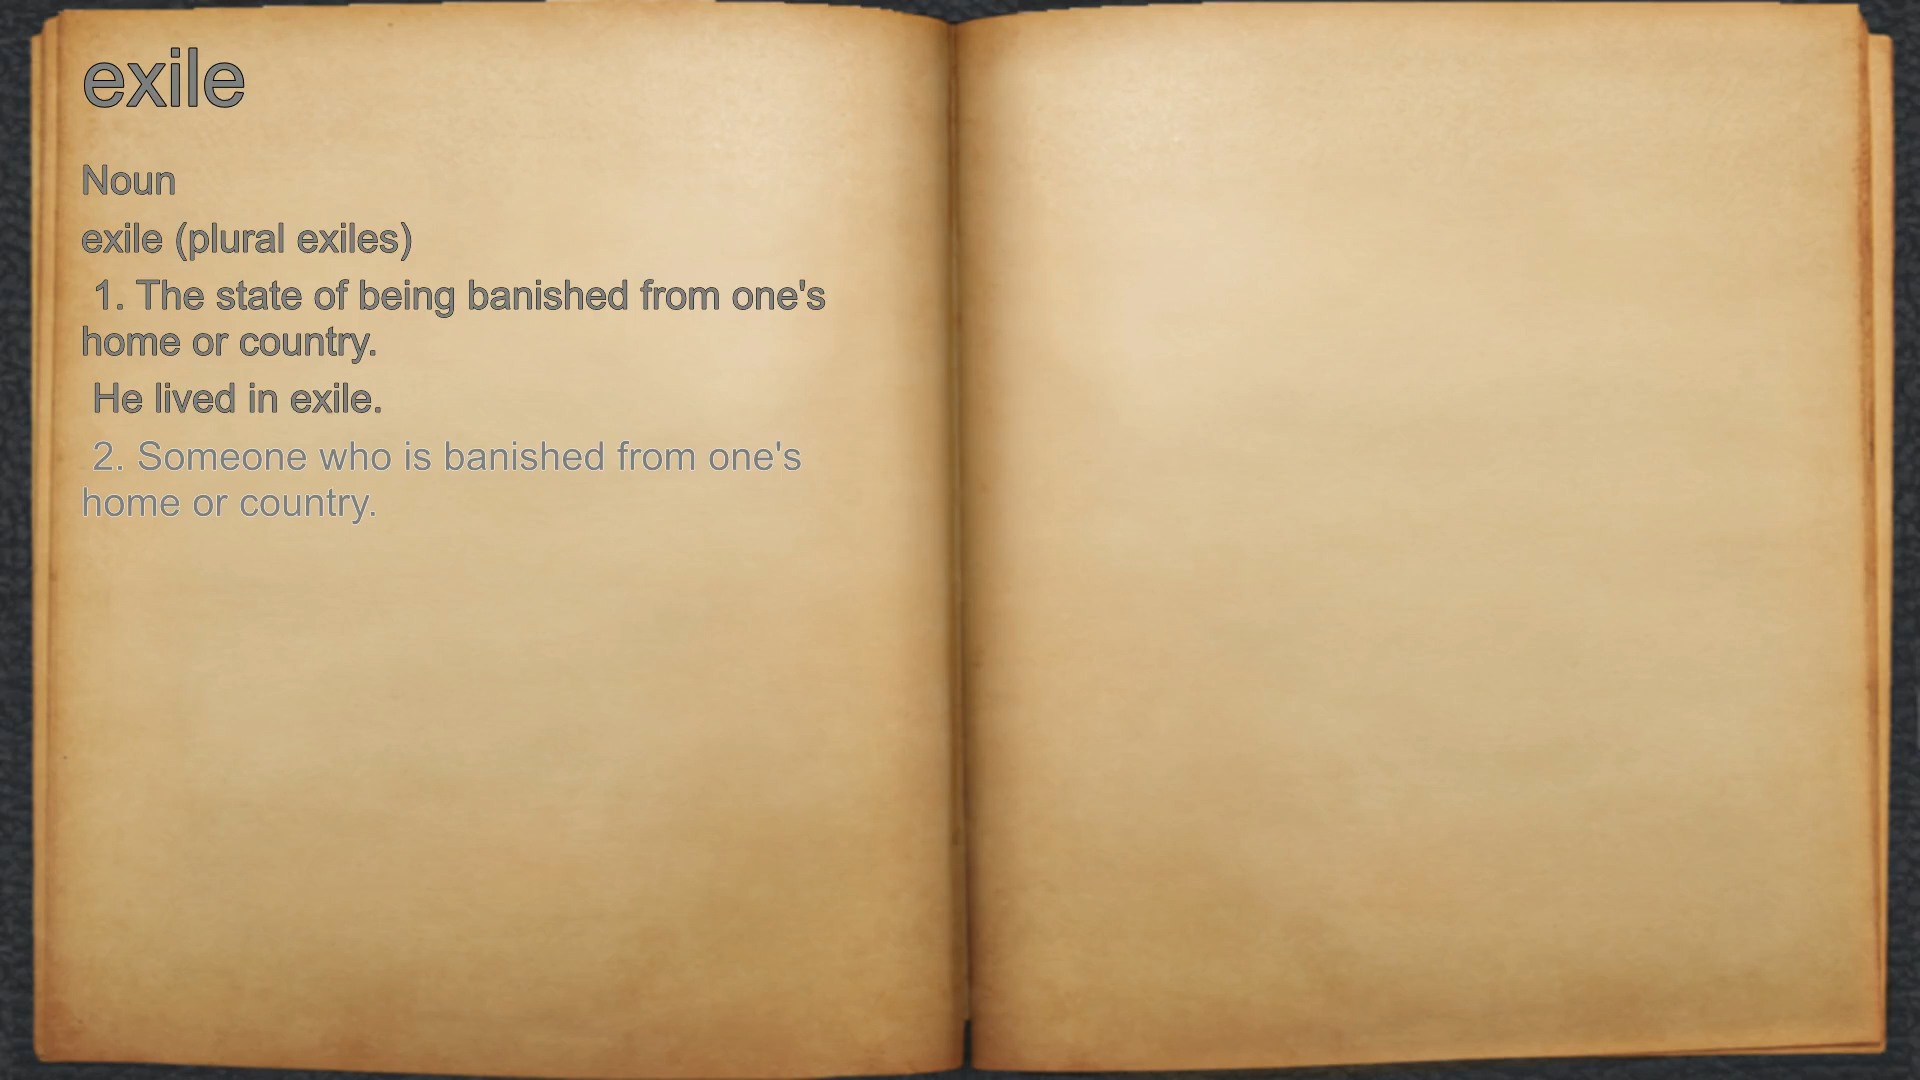 exile
Noun
exile (plural exiles)
1. The state of being banished from one's
home or country.
He lived in exile.
2. Someone who is banished from one's
home or country.